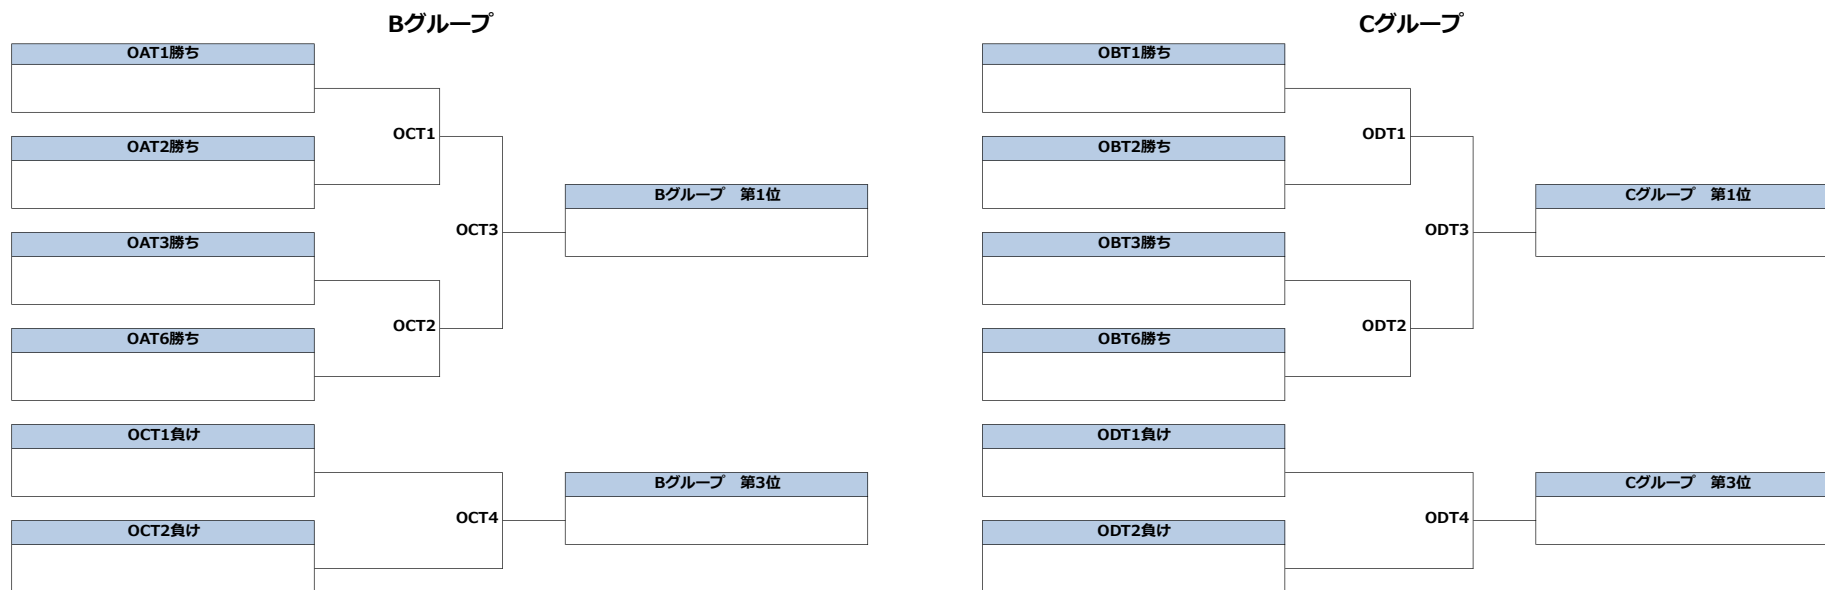 Bグループ
OAT1勝ち
OCT1
OAT2勝ち
Bグループ　第1位
OCT3
OAT3勝ち
OCT2
OAT6勝ち
OCT1負け
Bグループ　第3位
OCT4
OCT2負け
Cグループ
OBT1勝ち
ODT1
OBT2勝ち
Cグループ　第1位
ODT3
OBT3勝ち
ODT2
OBT6勝ち
ODT1負け
Cグループ　第3位
ODT4
ODT2負け